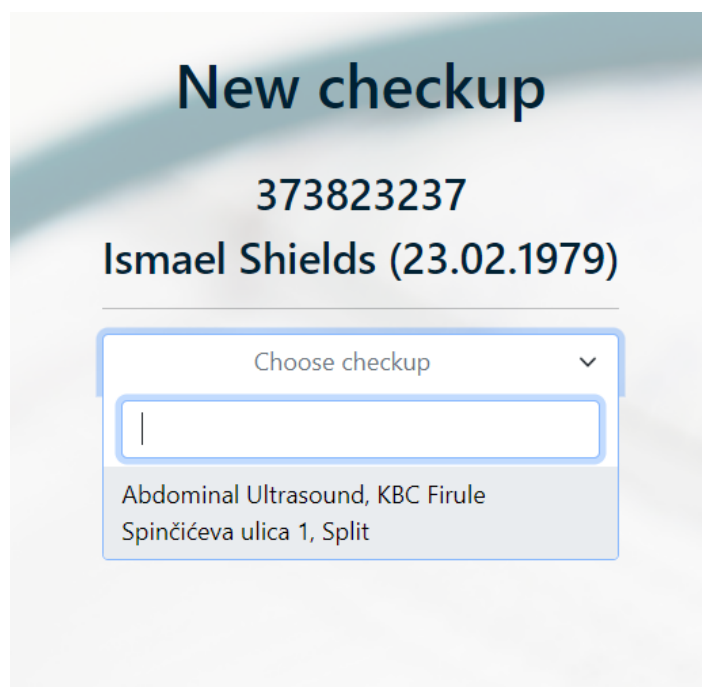 New checkup
373823237
Ismael Shields (23.02.1979)
Choose checkup
Abdominal Ultrasound, KBC Firule
Spinčićeva ulica 1, Split